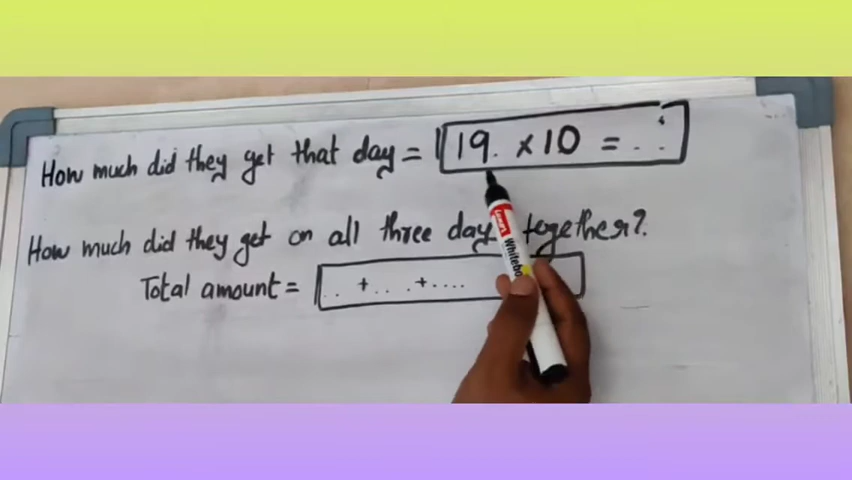 How much did they get that day = 19. × 10 = . .
How much did they get on all three days together?
Total amount = . . + . . . + . . . .
Whitebo